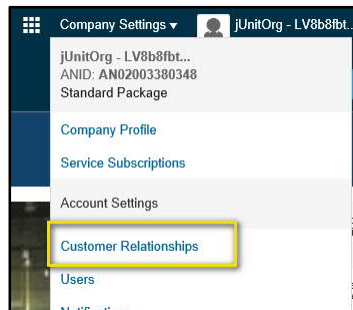 Company Settings ▾ jUnitOrg - LV8b8fbt...
jUnitOrg - LV8b8fbt...
ANID: AN02003380348
Standard Package
Company Profile
Service Subscriptions
Account Settings
Customer Relationships
Users